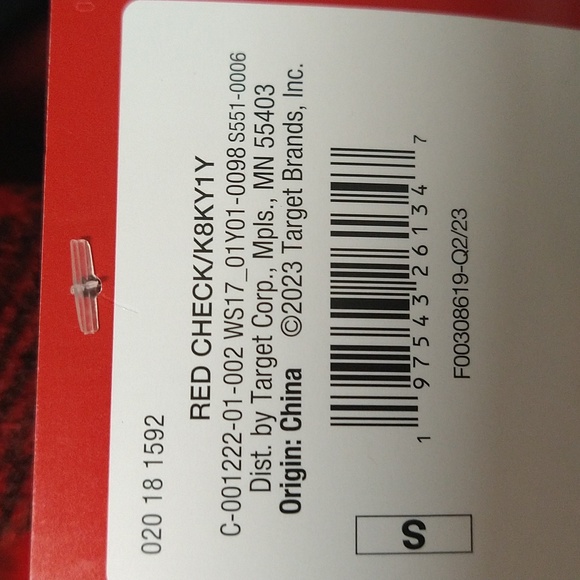 020 18 1592
RED CHECK/K8KY1Y
C-001222-01-002 WS17_01Y01-0098 S551-0006
Dist. by Target Corp., Mpls., MN 55403
Origin: China ©2023 Target Brands, Inc.
1 97543 26134 7
F00308619-Q2/23
S